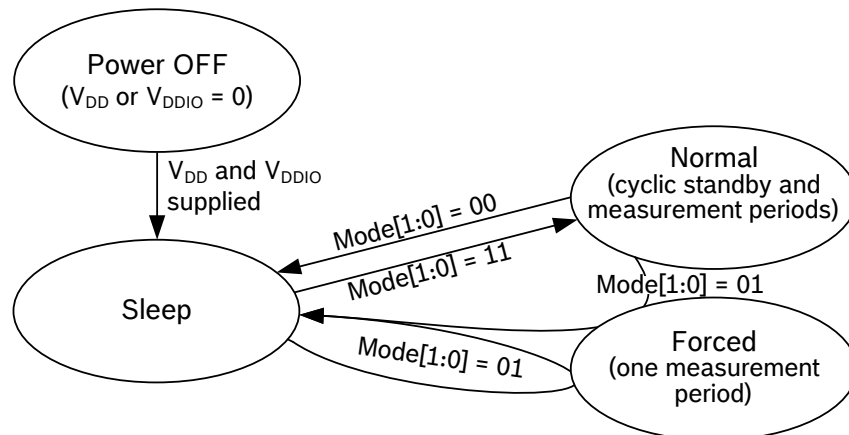 Power OFF
(VDD or VDDIO = 0)
VDD and VDDIO
supplied
Normal
(cyclic standby and
measurement periods)
Mode[1:0] = 00
Mode[1:0] = 11
Mode[1:0] = 01
Sleep
Mode[1:0] = 01
Forced
(one measurement
period)